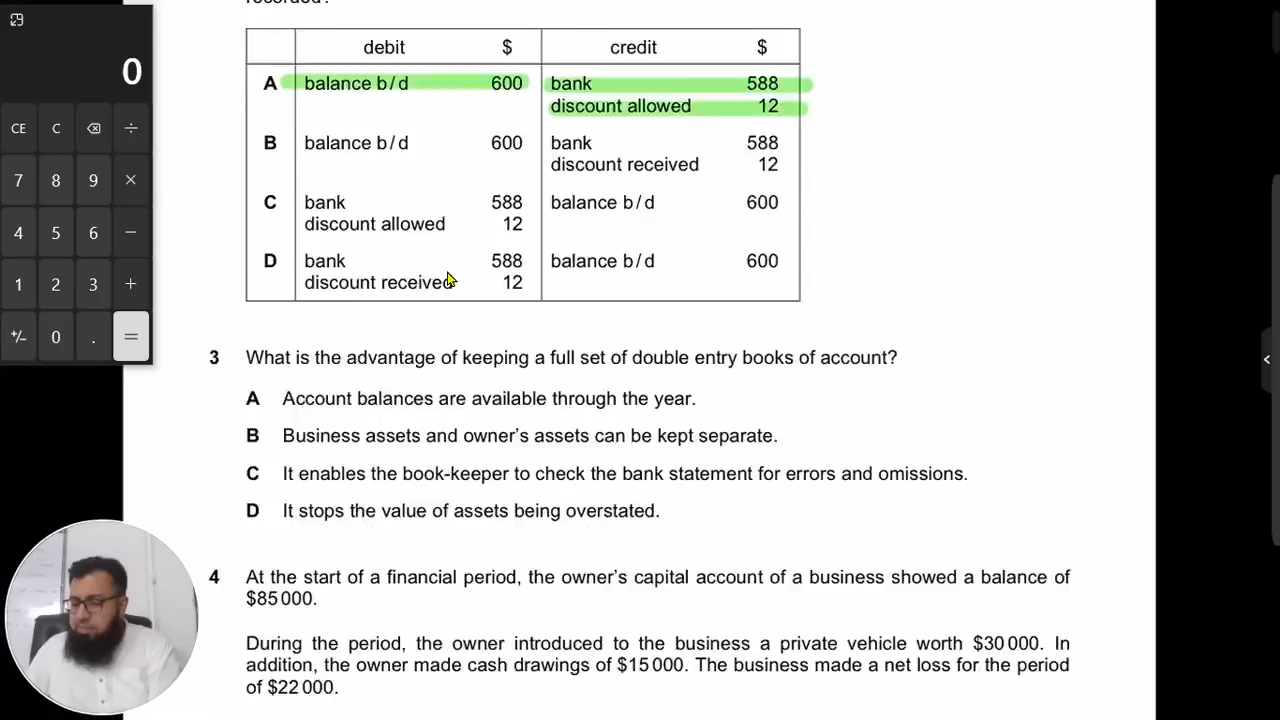 recorded?
0
debit $ credit $
A balance b/d 600 bank 588
discount allowed 12
B balance b/d 600 bank 588
discount received 12
C bank 588 balance b/d 600
discount allowed 12
D bank 588 balance b/d 600
discount received 12
CE C ⌫ ÷
7 8 9 ×
4 5 6 −
1 2 3 +
+/− 0 . =
3 What is the advantage of keeping a full set of double entry books of account?
A Account balances are available through the year.
B Business assets and owner's assets can be kept separate.
C It enables the book-keeper to check the bank statement for errors and omissions.
D It stops the value of assets being overstated.
4 At the start of a financial period, the owner's capital account of a business showed a balance of
$85 000.
During the period, the owner introduced to the business a private vehicle worth $30 000. In
addition, the owner made cash drawings of $15 000. The business made a net loss for the period
of $22 000.